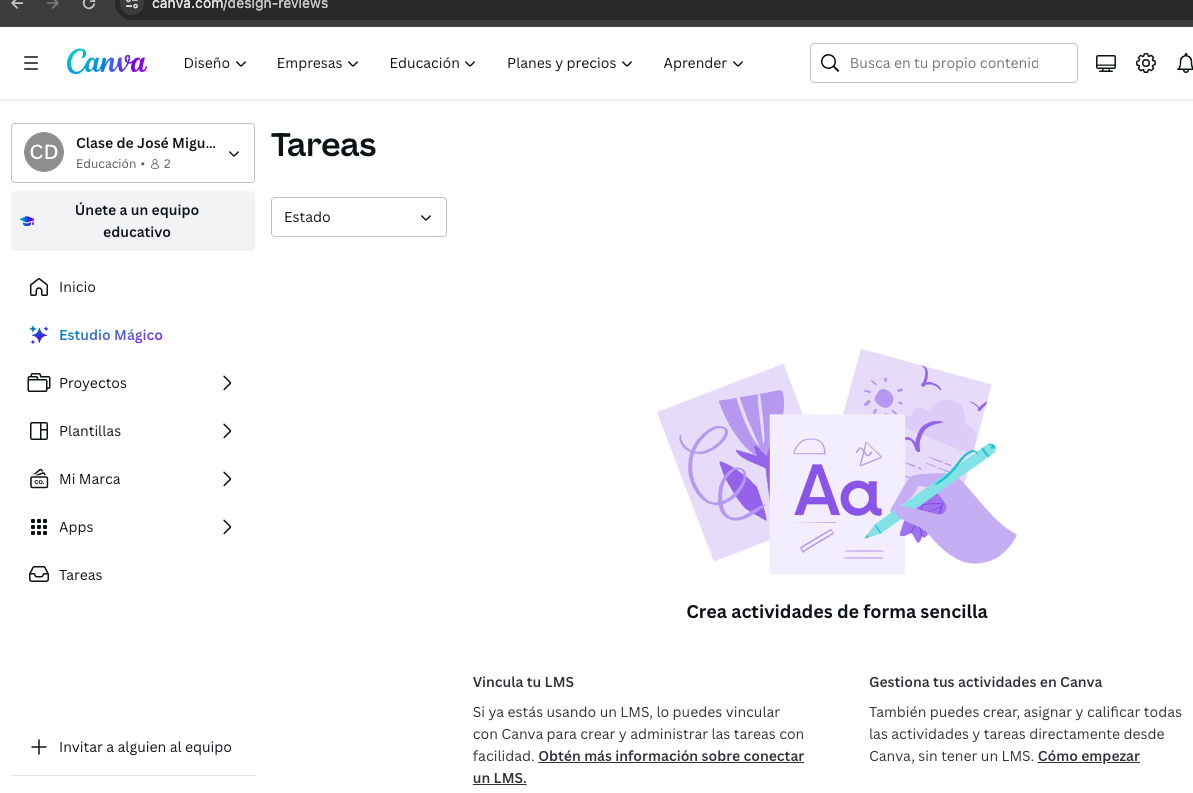 canva.com/design-reviews
Canva
Diseño
Empresas
Educación
Planes y precios
Aprender
Busca en tu propio contenid
CD
Clase de José Migu...
Educación • 2
Únete a un equipo
educativo
Inicio
Estudio Mágico
Proyectos
Plantillas
CO.
Mi Marca
Apps
Tareas
Invitar a alguien al equipo
Tareas
Estado
Aa
Crea actividades de forma sencilla
Vincula tu LMS
Si ya estás usando un LMS, lo puedes vincular
con Canva para crear y administrar las tareas con
facilidad. Obtén más información sobre conectar
un LMS.
Gestiona tus actividades en Canva
También puedes crear, asignar y calificar todas
las actividades y tareas directamente desde
Canva, sin tener un LMS. Cómo empezar